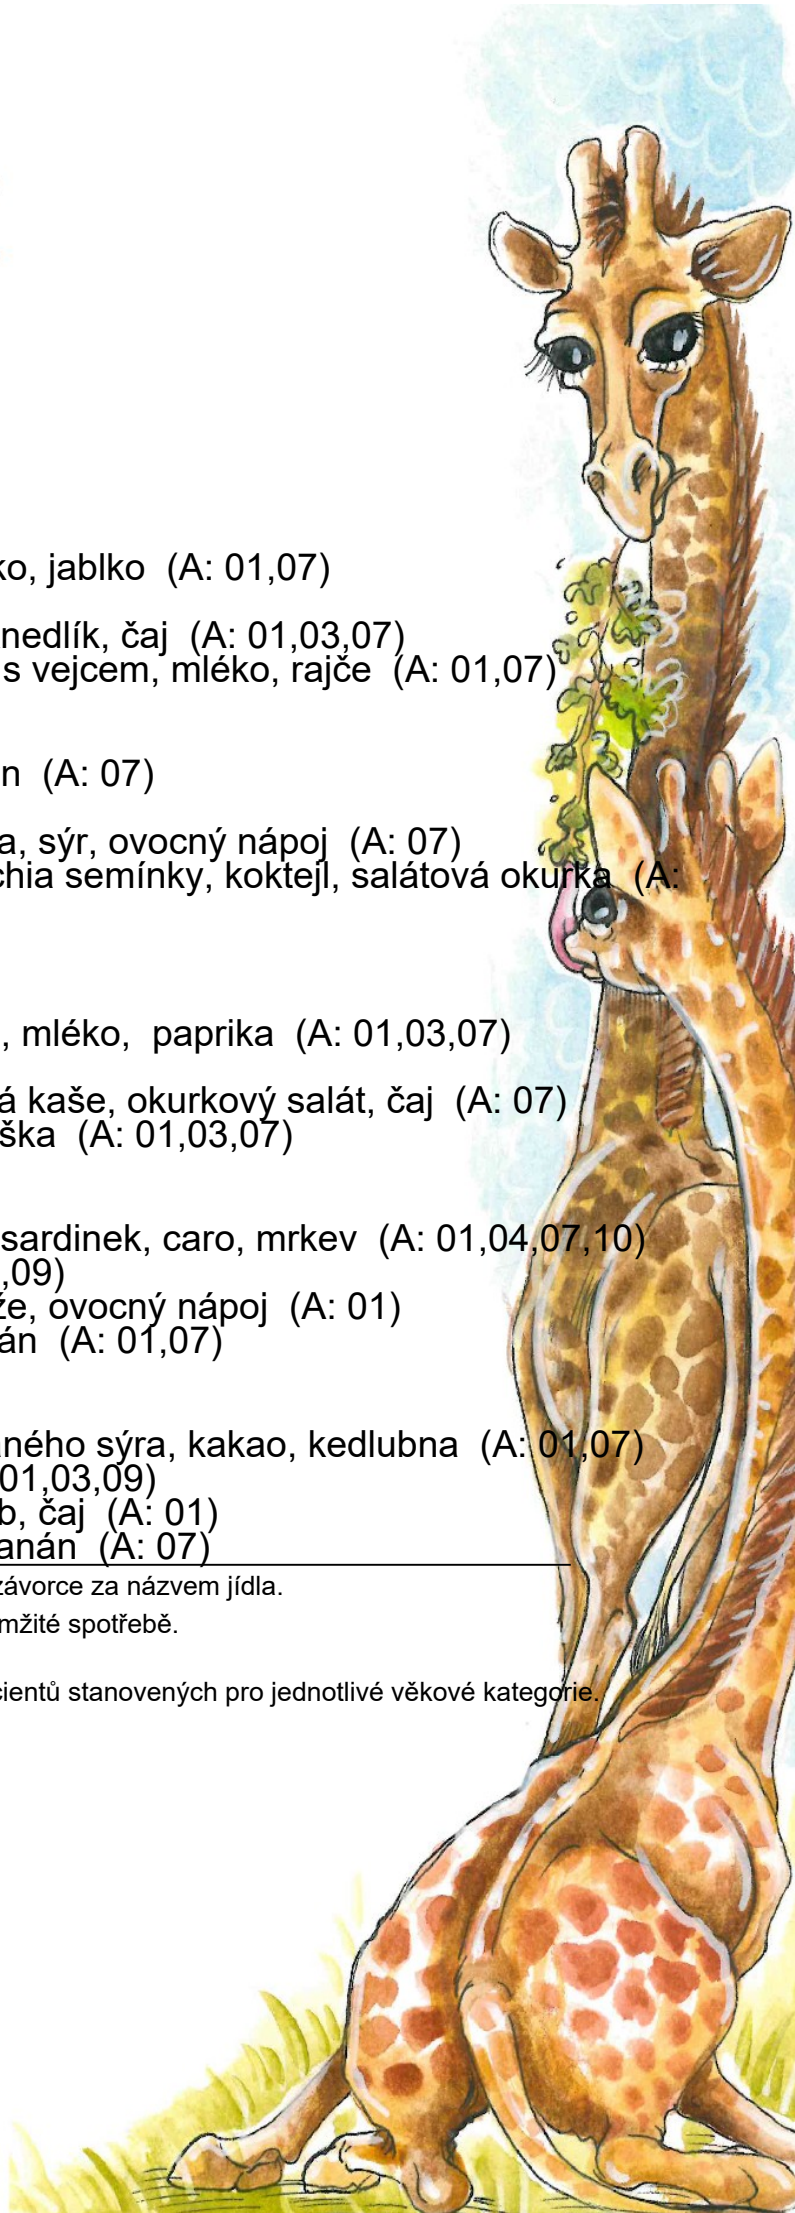 ko, jablko (A: 01,07)
nedlík, čaj (A: 01,03,07)
s vejcem, mléko, rajče (A: 01,07)
n (A: 07)
a, sýr, ovocný nápoj (A: 07)
chia semínky, koktejl, salátová okurka (A:
, mléko, paprika (A: 01,03,07)
á kaše, okurkový salát, čaj (A: 07)
ška (A: 01,03,07)
sardinek, caro, mrkev (A: 01,04,07,10)
,09)
že, ovocný nápoj (A: 01)
án (A: 01,07)
ného sýra, kakao, kedlubna (A: 01,07)
01,03,09)
b, čaj (A: 01)
anán (A: 07)
závorce za názvem jídla.
mžité spotřebě.
cientů stanovených pro jednotlivé věkové kategorie.